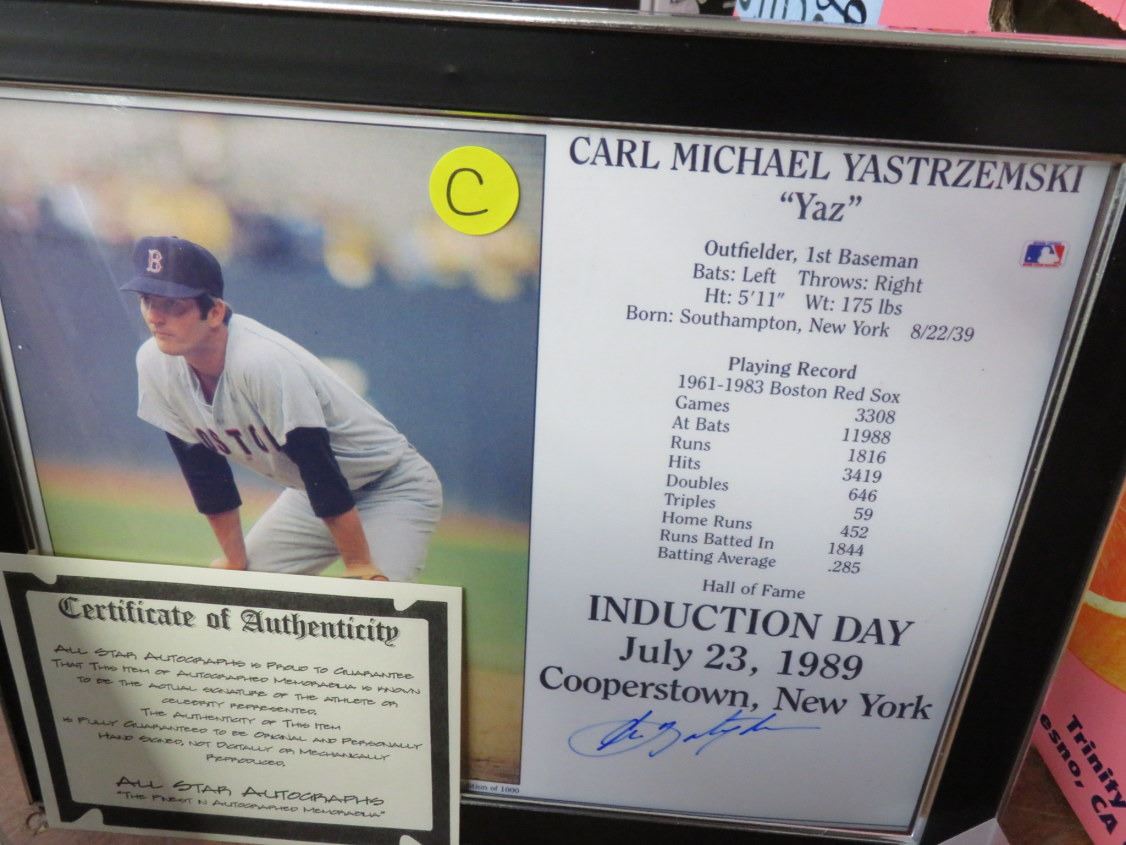 C
B
BOSTON
CARL MICHAEL YASTRZEMSKI
“Yaz”
Outfielder, 1st Baseman
Bats: Left Throws: Right
Ht: 5'11" Wt: 175 lbs
Born: Southampton, New York 8/22/39
Playing Record
1961-1983 Boston Red Sox
Games 3308
At Bats 11988
Runs 1816
Hits 3419
Doubles 646
Triples 59
Home Runs 452
Runs Batted In 1844
Batting Average .285
Hall of Fame
INDUCTION DAY
July 23, 1989
Cooperstown, New York
of 1000
Certificate of Authenticity
ALL STAR AUTOGRAPHS IS PROUD TO GUARANTEE
THAT THIS ITEM OF AUTOGRAPHED MEMORABILIA IS KNOWN
TO BE THE ACTUAL SIGNATURE OF THE ATHLETE OR
CELEBRITY REPRESENTED.
THE AUTHENTICITY OF THIS ITEM
IS FULLY GUARANTEED TO BE ORIGINAL AND PERSONALLY
HAND SIGNED, NOT DIGITALLY OR MECHANICALLY
REPRODUCED.
ALL STAR AUTOGRAPHS
"THE FINEST IN AUTOGRAPHED MEMORABILIA"
Trinity
esno, CA